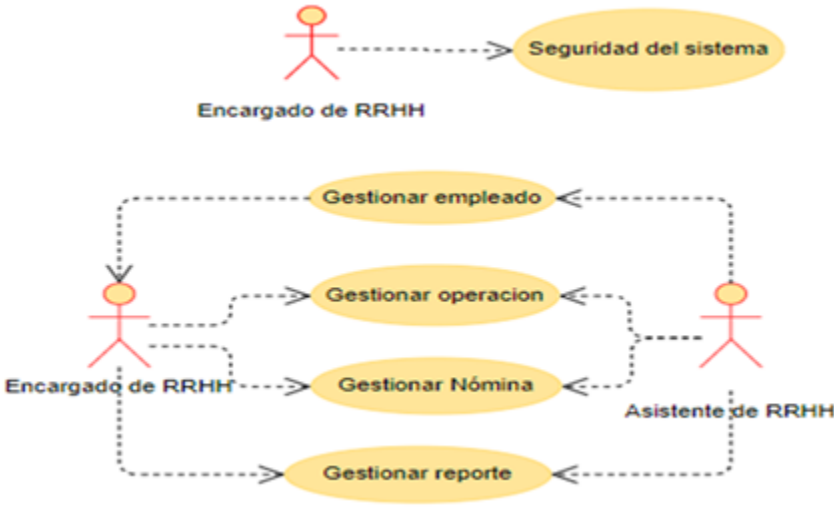 Seguridad del sistema
Encargado de RRHH
Gestionar empleado
Gestionar operacion
Encargado de RRHH
Gestionar Nómina
Asistente de RRHH
Gestionar reporte